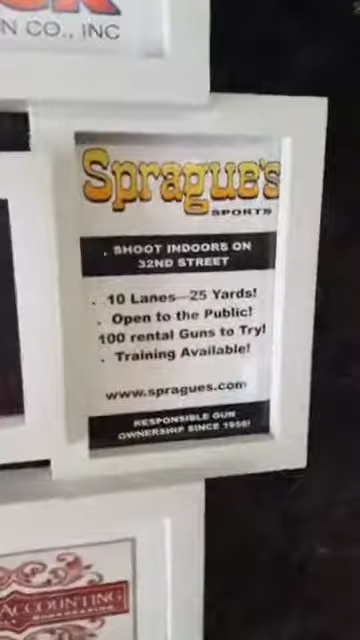 N CO., INC
Sprague's
SPORTS
. SHOOT INDOORS ON
32ND STREET
. 10 Lanes—25 Yards!
. Open to the Public!
100 rental Guns to Try!
. Training Available!
www.spragues.com
RESPONSIBLE GUN
OWNERSHIP SINCE 1956!
ACCOUNTING